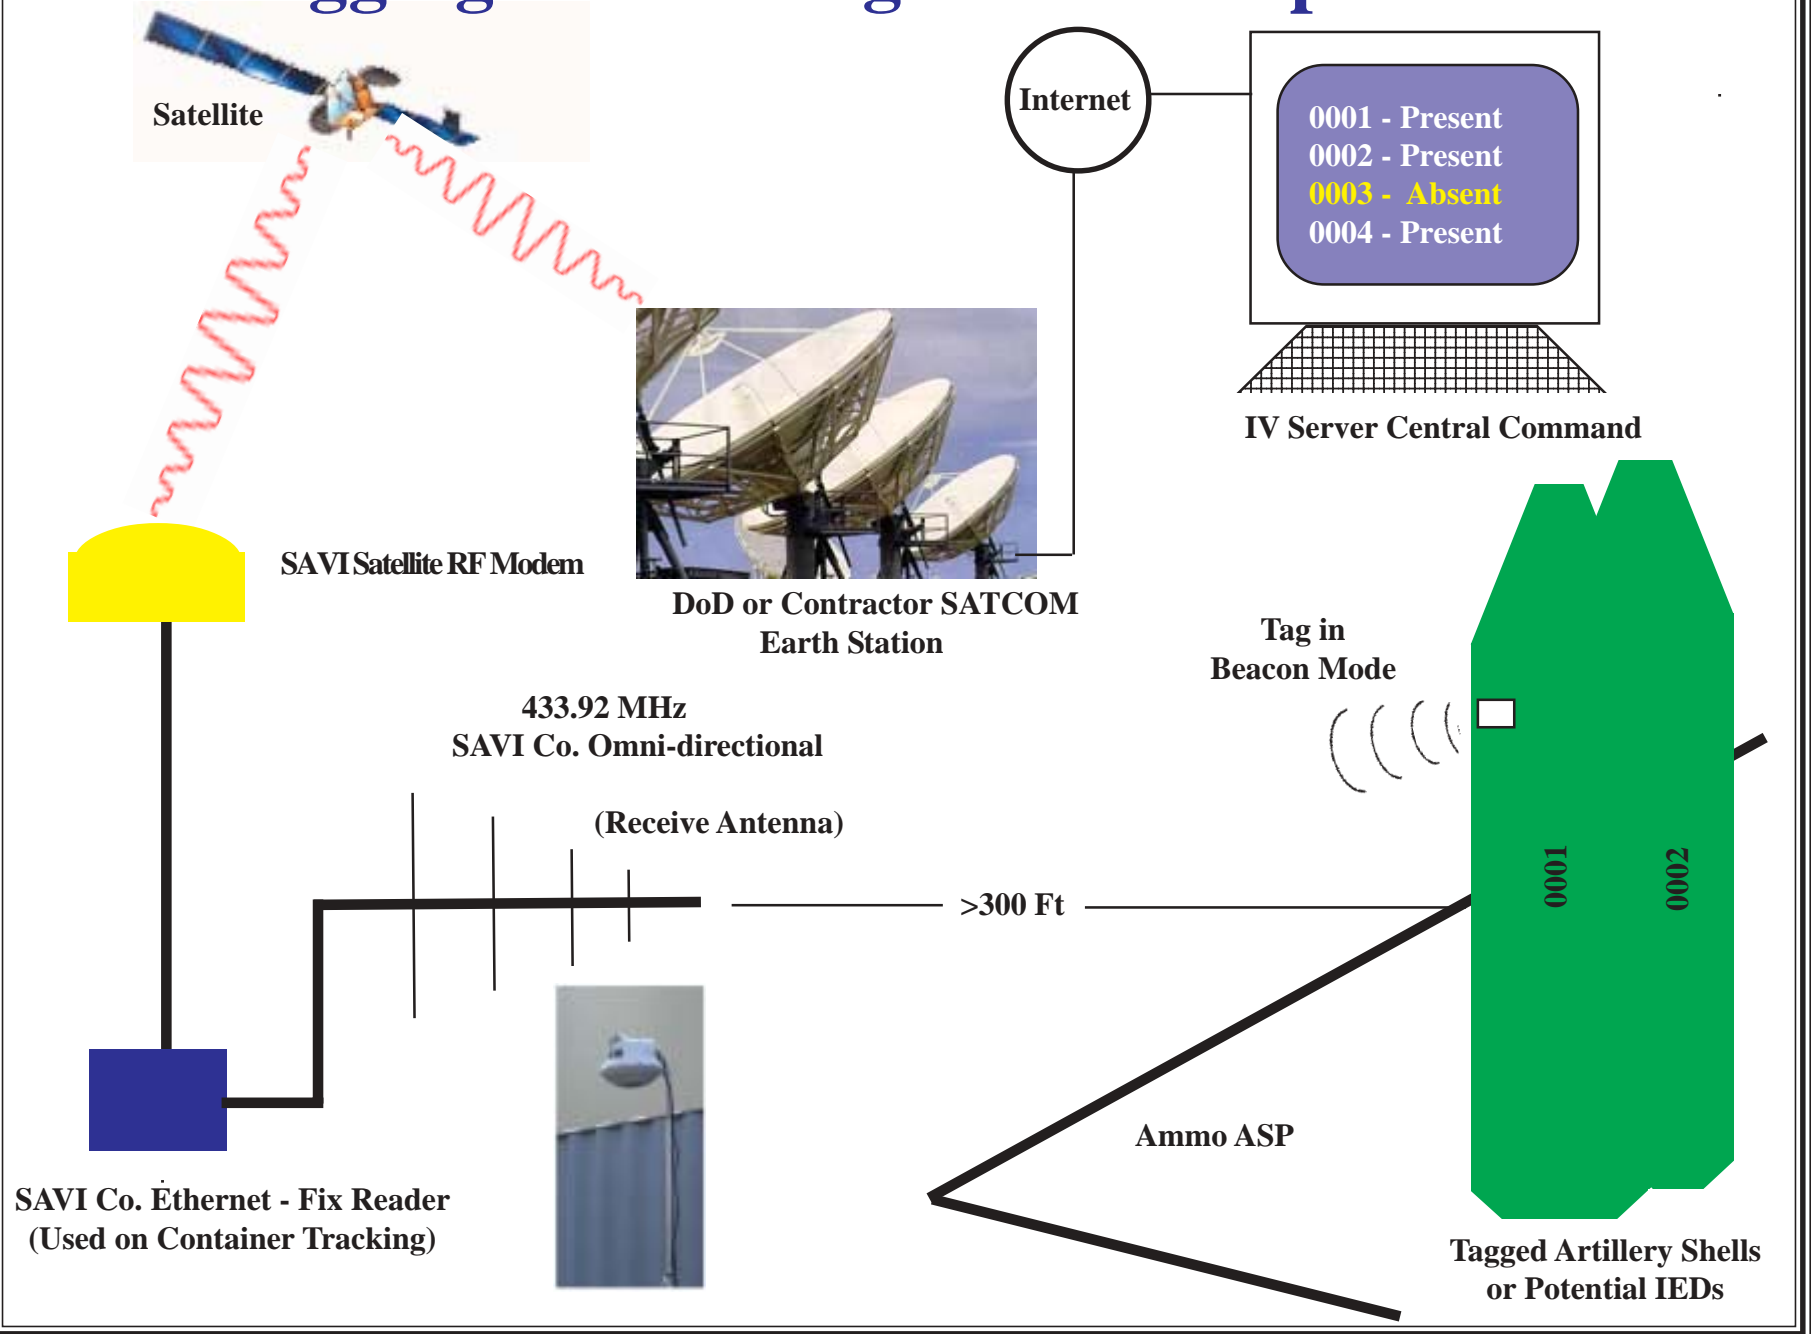 Satellite
Internet
0001 - Present
0002 - Present
0003 - Absent
0004 - Present
IV Server Central Command
SAVI Satellite RF Modem
DoD or Contractor SATCOM
Earth Station
Tag in
Beacon Mode
433.92 MHz
SAVI Co. Omni-directional
(Receive Antenna)
>300 Ft
0001
0002
Ammo ASP
SAVI Co. Ethernet - Fix Reader
(Used on Container Tracking)
Tagged Artillery Shells
or Potential IEDs